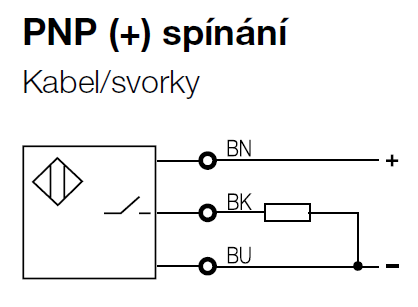 PNP (+) spínání
Kabel/svorky
BN +
BK
BU −